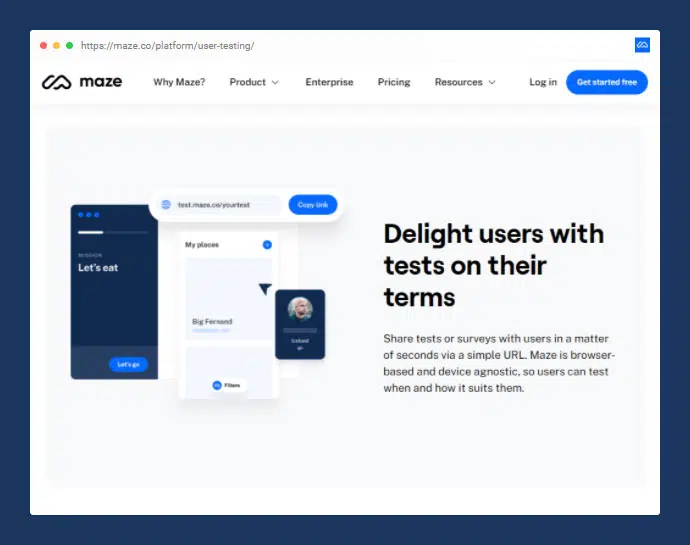 https://maze.co/platform/user-testing/
maze Why Maze? Product Enterprise Pricing Resources Log in Get started free
test.maze.co/yourtest Copy link
MISSION
Let's eat
Let's go
My places
Big Fernand
Filters
Iceland
Delight users with
tests on their
terms
Share tests or surveys with users in a matter
of seconds via a simple URL. Maze is browser-
based and device agnostic, so users can test
when and how it suits them.